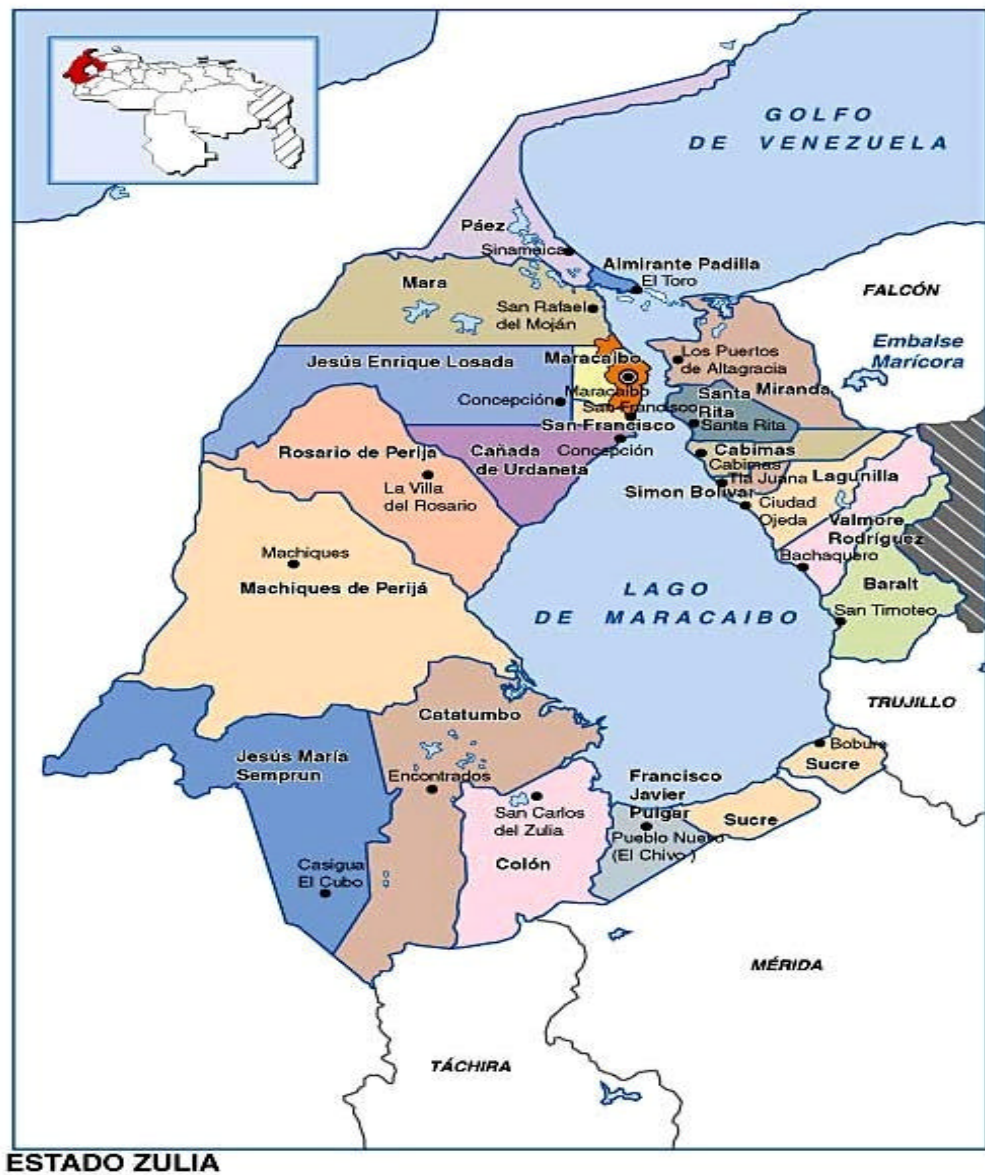 GOLFO
DE VENEZUELA
Páez
Sinamaica
Almirante Padilla
El Toro
Mara
FALCÓN
San Rafael
del Moján
Embalse
Marícora
Jesús Enrique Losada
Maracaibo
Los Puertos
de Altagracia
Miranda
Concepción
Maracaibo
Santa
Rita
San Francisco
Santa Rita
San Francisco
Concepción
Rosario de Perija
Cañada
de Urdaneta
Cabimas
Cabimas
Tia Juana
Lagunilla
La Villa
del Rosario
Simon Bolívar
Ciudad
Ojeda
Valmore
Rodríguez
Machiques
Bachaquero
Machiques de Perijá
Baralt
LAGO
DE MARACAIBO
San Timoteo
TRUJILLO
Catatumbo
Jesús María
Semprun
Bobure
Sucre
Encontrados
Francisco
Javier
Pulgar
San Carlos
del Zulia
Sucre
Pueblo Nuevo
(El Chivo)
Colón
Casigua
El Cubo
MÉRIDA
TÁCHIRA
ESTADO ZULIA